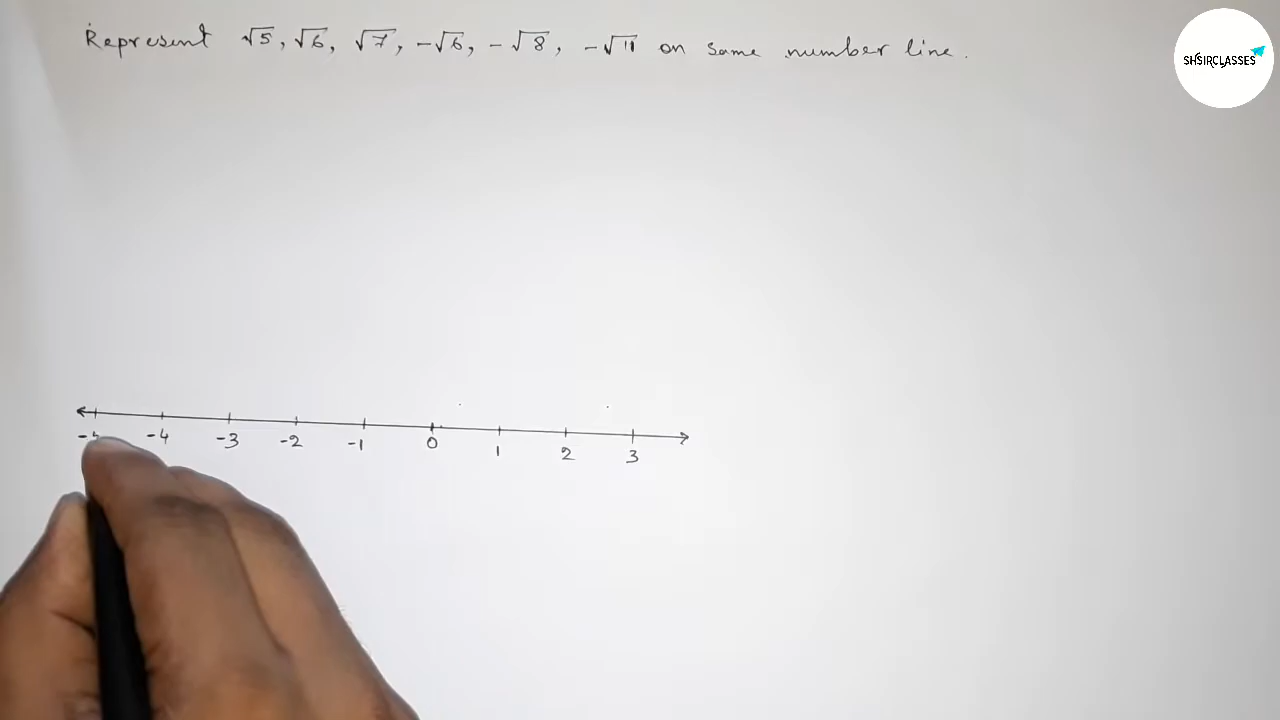 Represent √5, √6, √7, -√6, -√8, -√11 on same number line.
SHSIRCLASSES
-4 -3 -2 -1 0 1 2 3